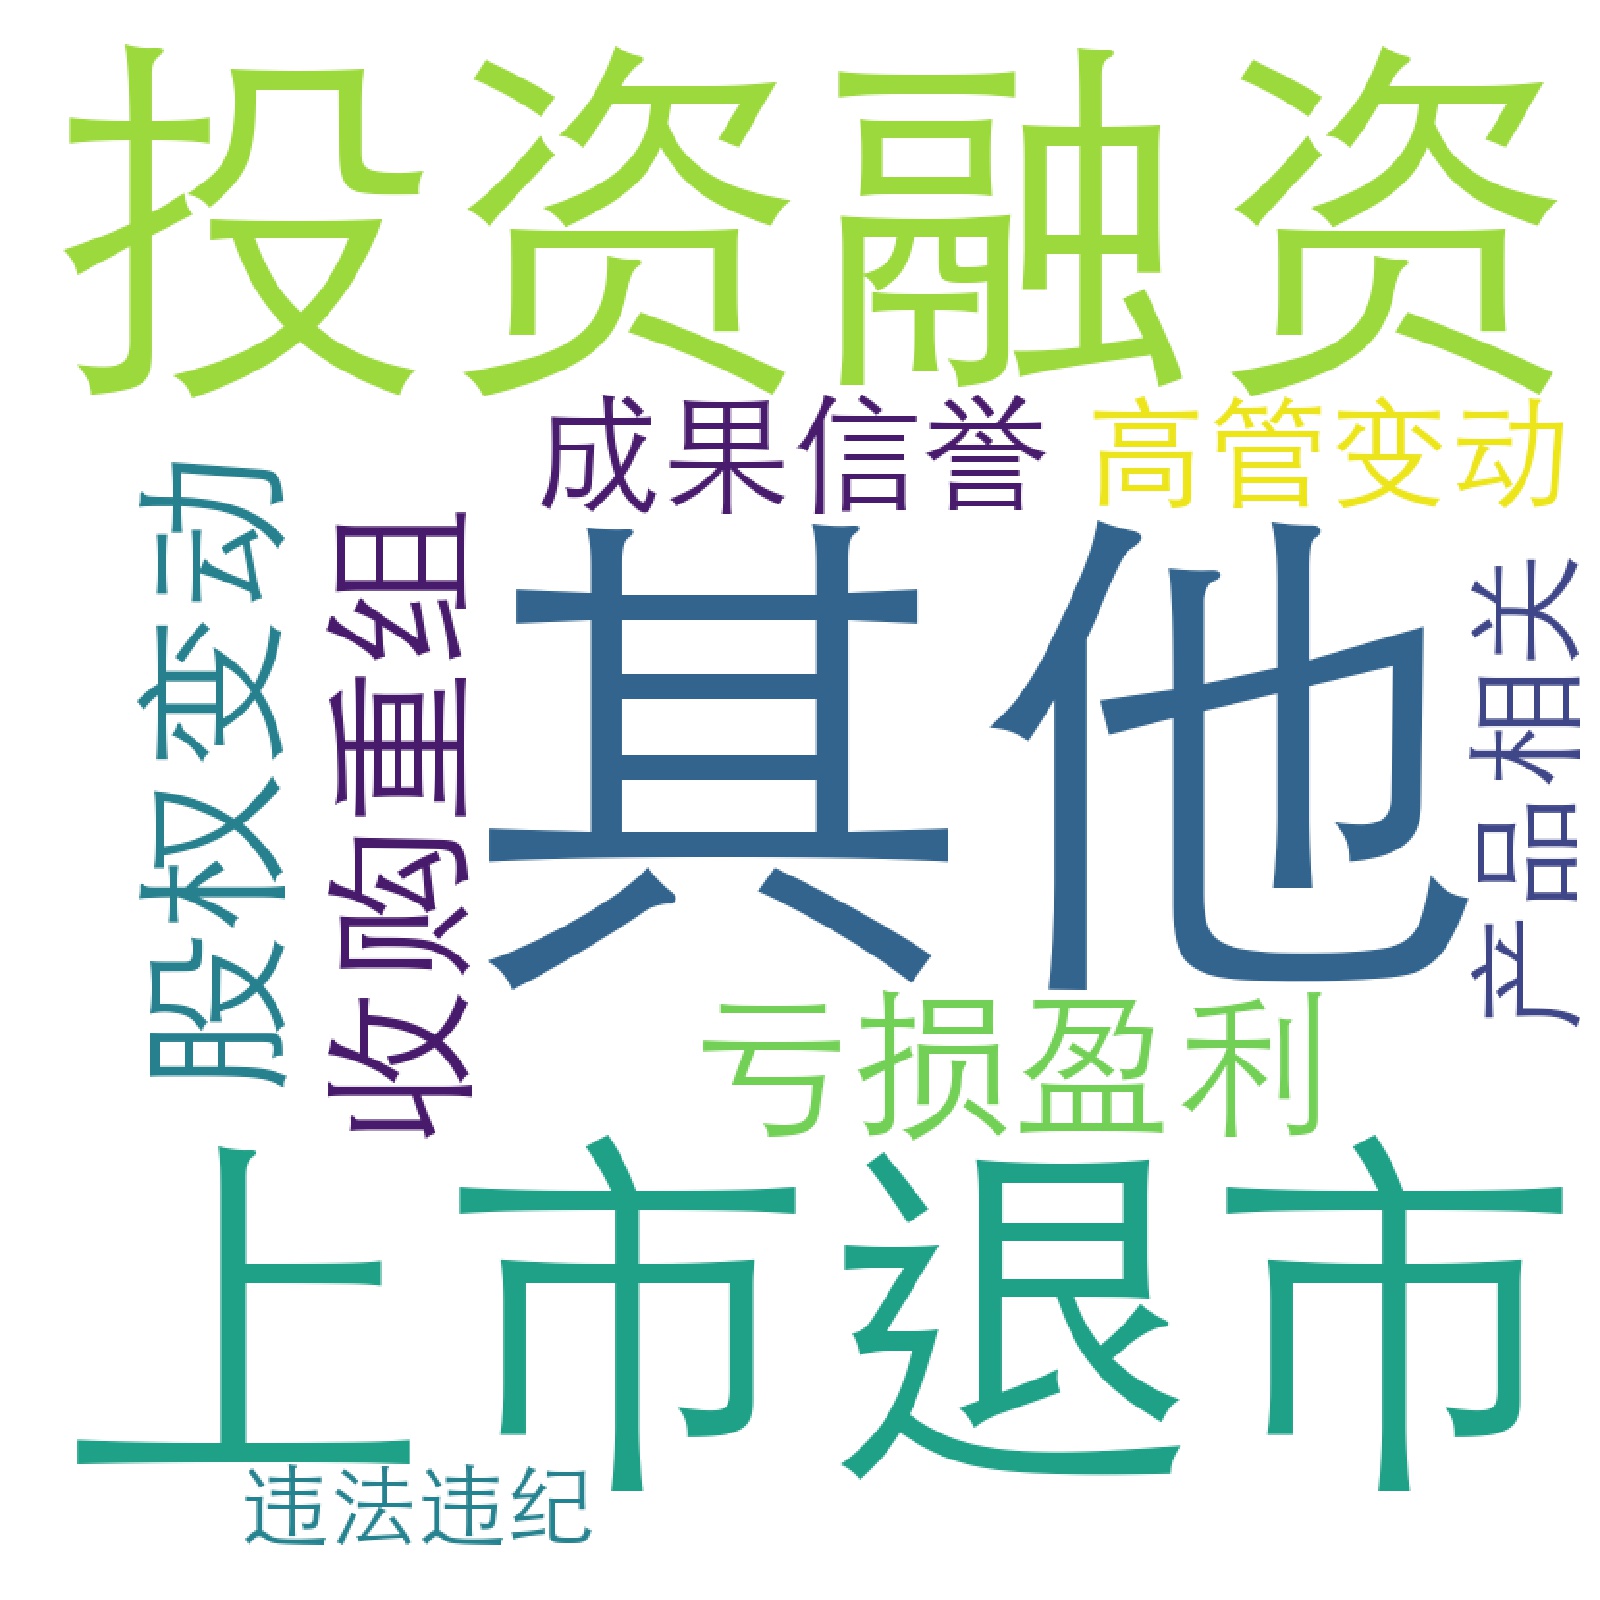 投资融资
成果信誉
高管变动
股权变动
收购重组
其他
产品相关
亏损盈利
上市退市
违法违纪